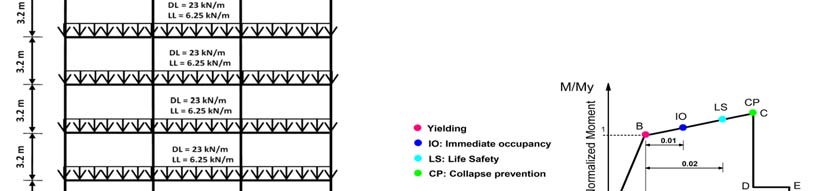 3.2 m
DL = 23 kN/m
LL = 6.25 kN/m
3.2 m
DL = 23 kN/m
LL = 6.25 kN/m
3.2 m
DL = 23 kN/m
LL = 6.25 kN/m
3.2 m
DL = 23 kN/m
LL = 6.25 kN/m
Yielding
IO: Immediate occupancy
LS: Life Safety
CP: Collapse prevention
M/My
Moment
1
B
IO
LS
CP
C
0.01
0.02
D
E